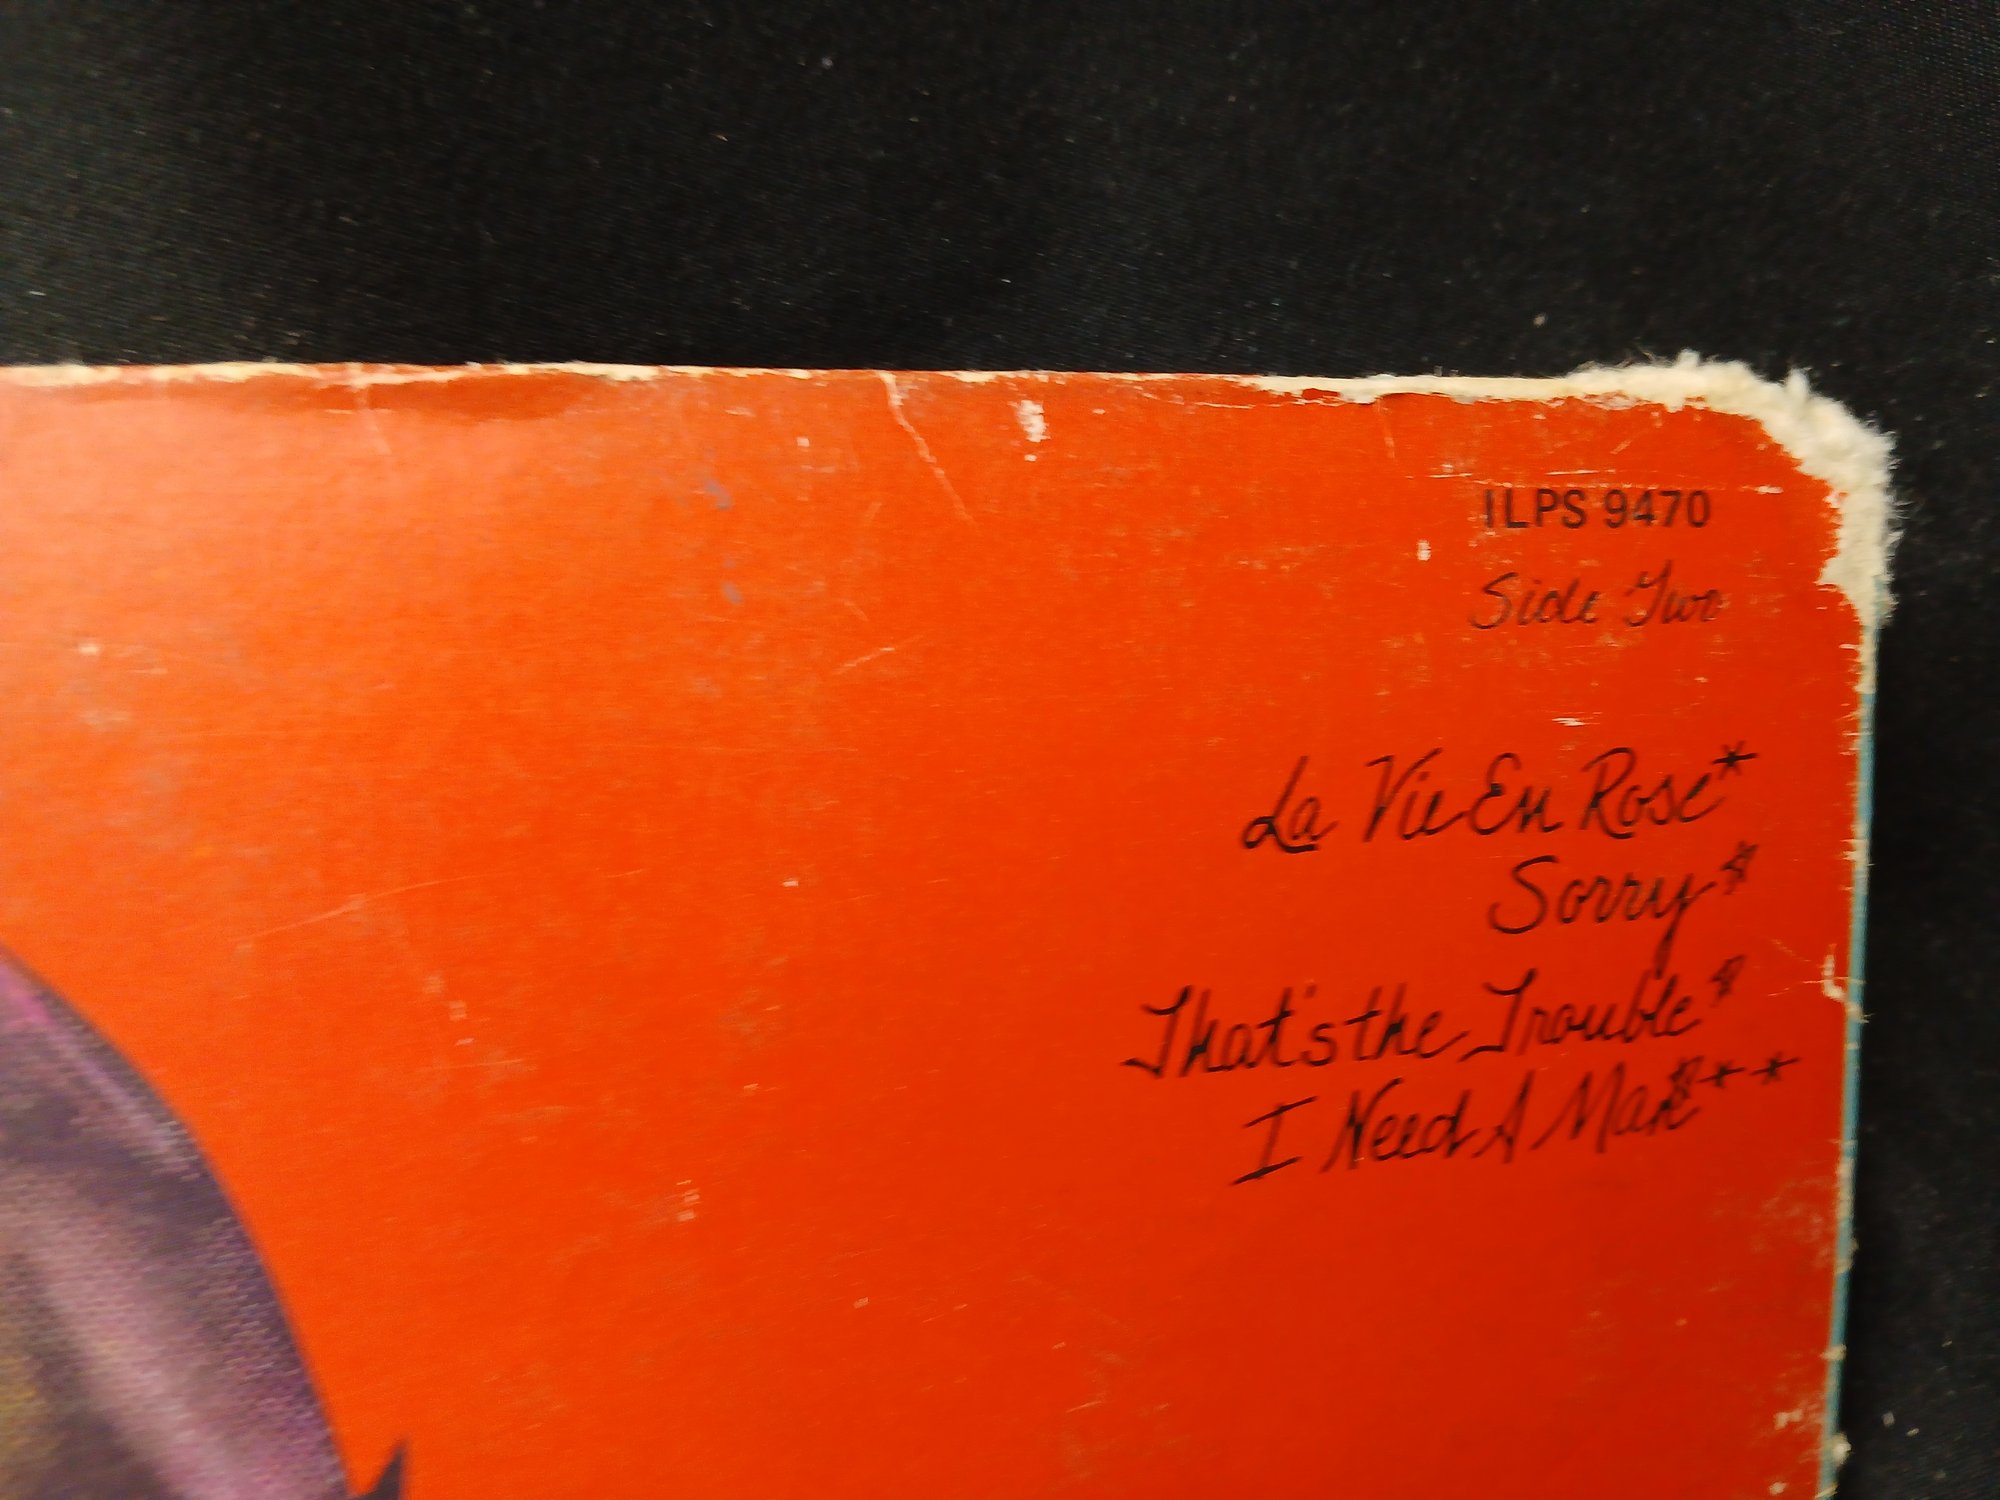 ILPS 9470
Side Two
La Vie En Rose*
Sorry*
That's the Trouble*
I Need A Man***